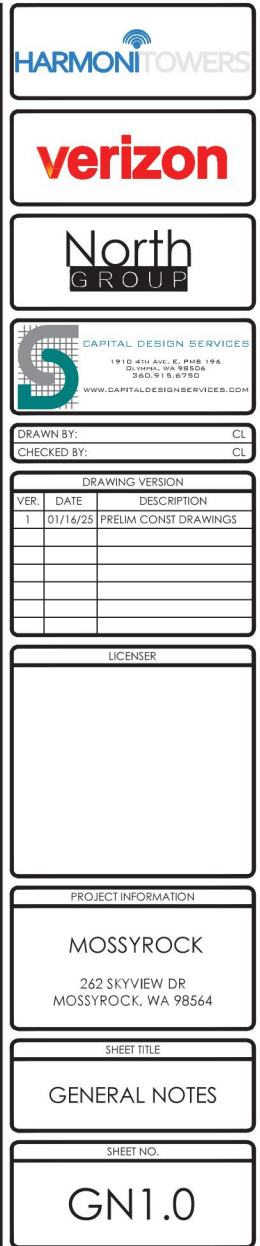 HARMONITOWERS
verizon
North
GROUP
CAPITAL DESIGN SERVICES
1910 4TH AVE. E, PMB 196
OLYMPIA, WA 98506
360.915.6750
WWW.CAPITALDESIGNSERVICES.COM
DRAWN BY: CL
CHECKED BY: CL
DRAWING VERSION
VER. DATE DESCRIPTION
1 01/16/25 PRELIM CONST DRAWINGS
LICENSER
PROJECT INFORMATION
MOSSYROCK
262 SKYVIEW DR
MOSSYROCK, WA 98564
SHEET TITLE
GENERAL NOTES
SHEET NO.
GN1.0